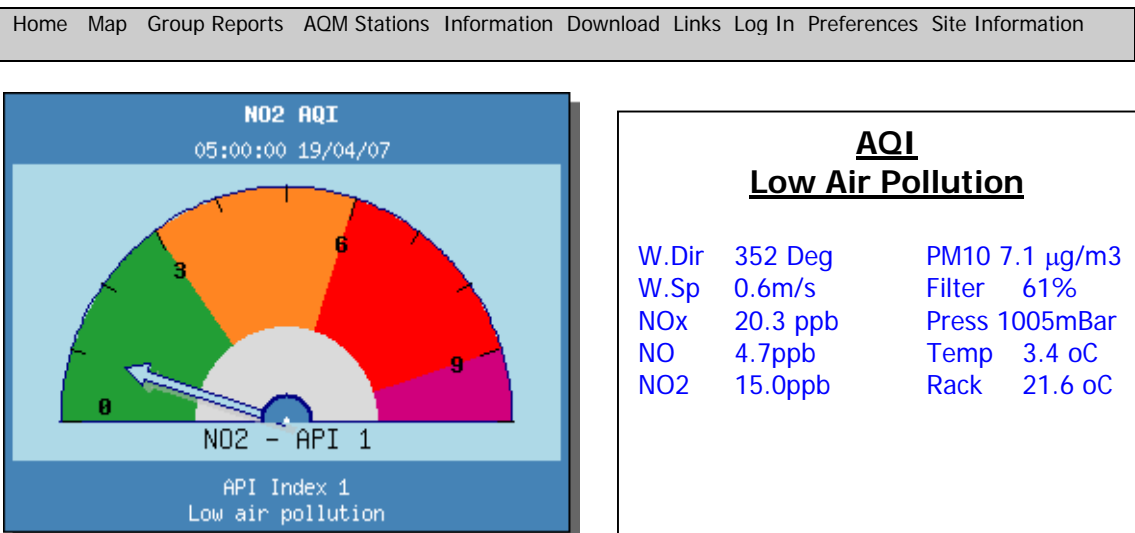 Home Map Group Reports AQM Stations Information Download Links Log In Preferences Site Information
NO2 AQI
05:00:00 19/04/07
0
3
6
9
NO2 - API 1
API Index 1
Low air pollution
AQI
Low Air Pollution
W.Dir 352 Deg PM10 7.1 μg/m3
W.Sp 0.6m/s Filter 61%
NOx 20.3 ppb Press 1005mBar
NO 4.7ppb Temp 3.4 oC
NO2 15.0ppb Rack 21.6 oC